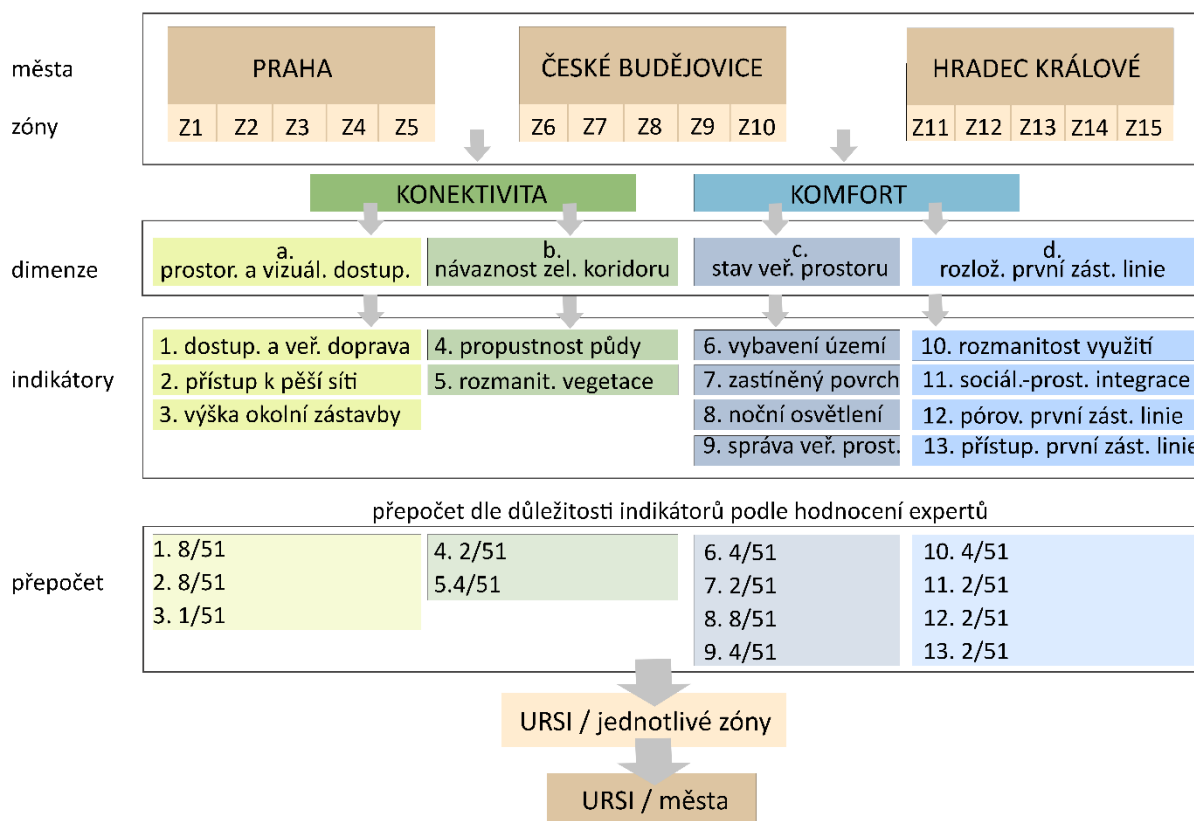 města
PRAHA
ČESKÉ BUDĚJOVICE
HRADEC KRÁLOVÉ
zóny
Z1 Z2 Z3 Z4 Z5
Z6 Z7 Z8 Z9 Z10
Z11 Z12 Z13 Z14 Z15
KONEKTIVITA
KOMFORT
dimenze
a.
prostor. a vizuál. dostup.
b.
návaznost zel. koridoru
c.
stav veř. prostoru
d.
rozlož. první zást. linie
indikátory
1. dostup. a veř. doprava
2. přístup k pěší síti
3. výška okolní zástavby
4. propustnost půdy
5. rozmanit. vegetace
6. vybavení území
7. zastíněný povrch
8. noční osvětlení
9. správa veř. prost.
10. rozmanitost využití
11. sociál.-prost. integrace
12. pórov. první zást. linie
13. přístup. první zást. linie
přepočet dle důležitosti indikátorů podle hodnocení expertů
přepočet
1. 8/51
2. 8/51
3. 1/51
4. 2/51
5.4/51
6. 4/51
7. 2/51
8. 8/51
9. 4/51
10. 4/51
11. 2/51
12. 2/51
13. 2/51
URSI / jednotlivé zóny
URSI / města